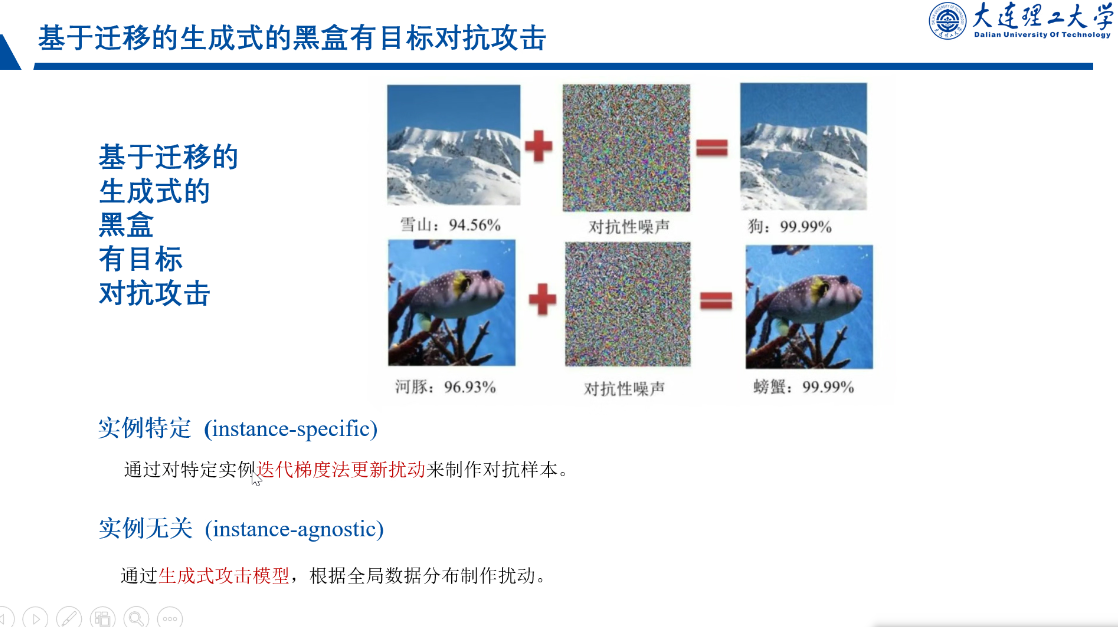 基于迁移的生成式的黑盒有目标对抗攻击
大连理工大学
Dalian University Of Technology
基于迁移的
生成式的
黑盒
有目标
对抗攻击
雪山：94.56%
对抗性噪声
狗：99.99%
河豚：96.93%
对抗性噪声
螃蟹：99.99%
实例特定 (instance-specific)
通过对特定实例迭代梯度法更新扰动来制作对抗样本。
实例无关 (instance-agnostic)
通过生成式攻击模型，根据全局数据分布制作扰动。